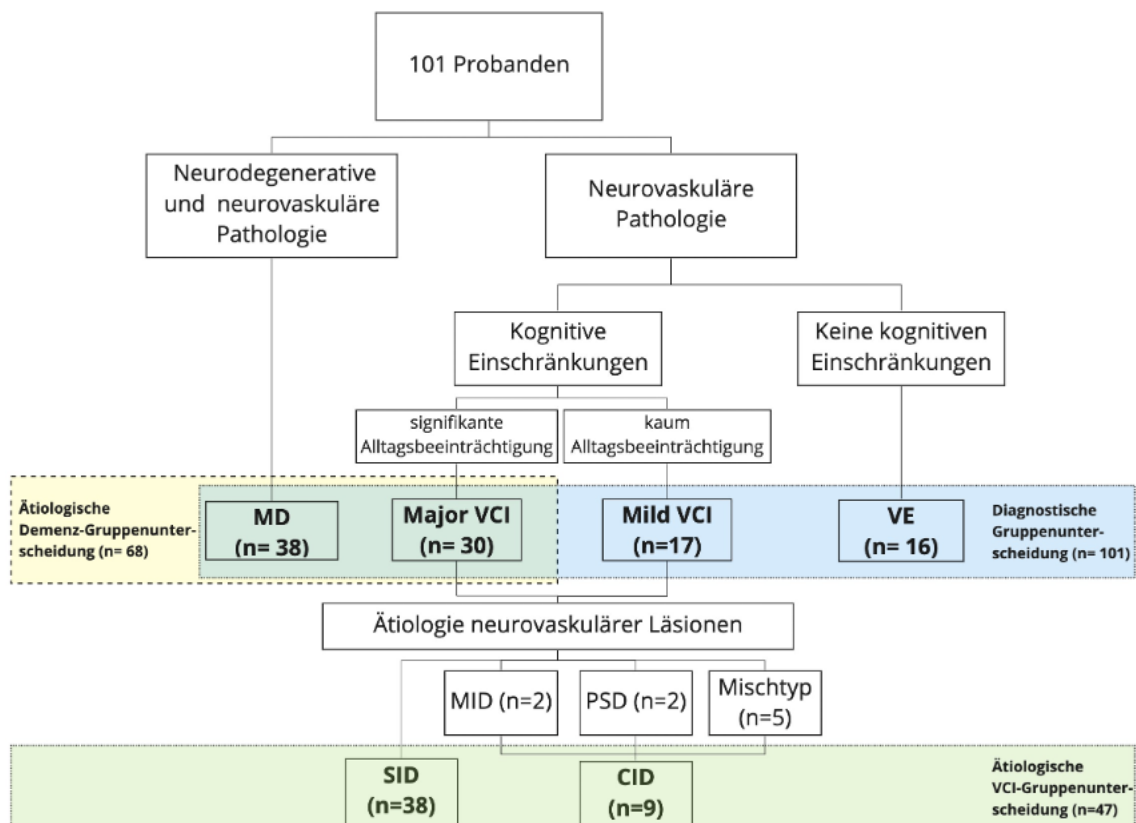 101 Probanden
Neurodegenerative
und neurovaskuläre
Pathologie
Neurovaskuläre
Pathologie
Kognitive
Einschränkungen
Keine kognitiven
Einschränkungen
signifikante
Alltagsbeeinträchtigung
kaum
Alltagsbeeinträchtigung
Ätiologische
Demenz-Gruppenunter-
scheidung (n= 68)
MD
(n= 38)
Major VCI
(n= 30)
Mild VCI
(n=17)
VE
(n= 16)
Diagnostische
Gruppenunter-
scheidung (n= 101)
Ätiologie neurovaskulärer Läsionen
MID (n=2)
PSD (n=2)
Mischtyp
(n=5)
SID
(n=38)
CID
(n=9)
Ätiologische
VCI-Gruppenunter-
scheidung (n=47)